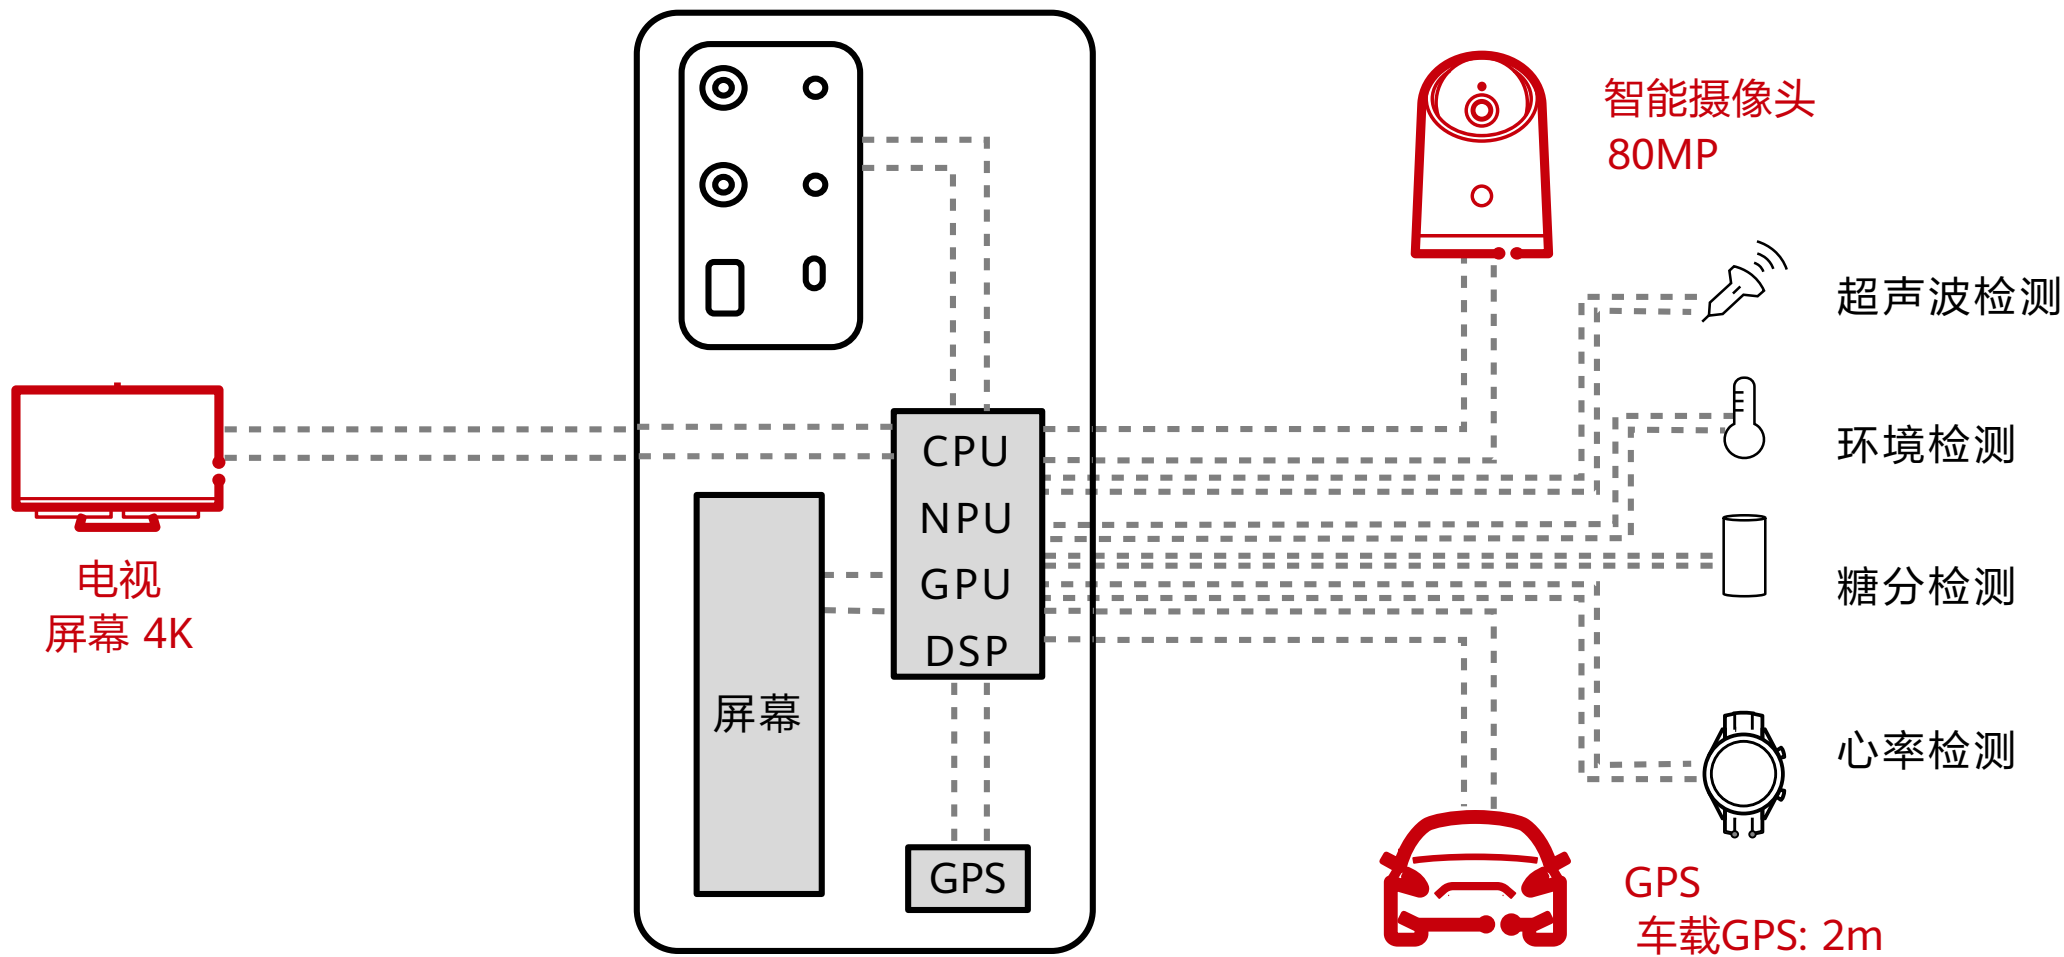 智能摄像头
80MP
超声波检测
CPU
环境检测
NPU
电视
GPU
糖分检测
屏幕 4K
DSP
屏幕
心率检测
GPS
GPS
车载GPS: 2m